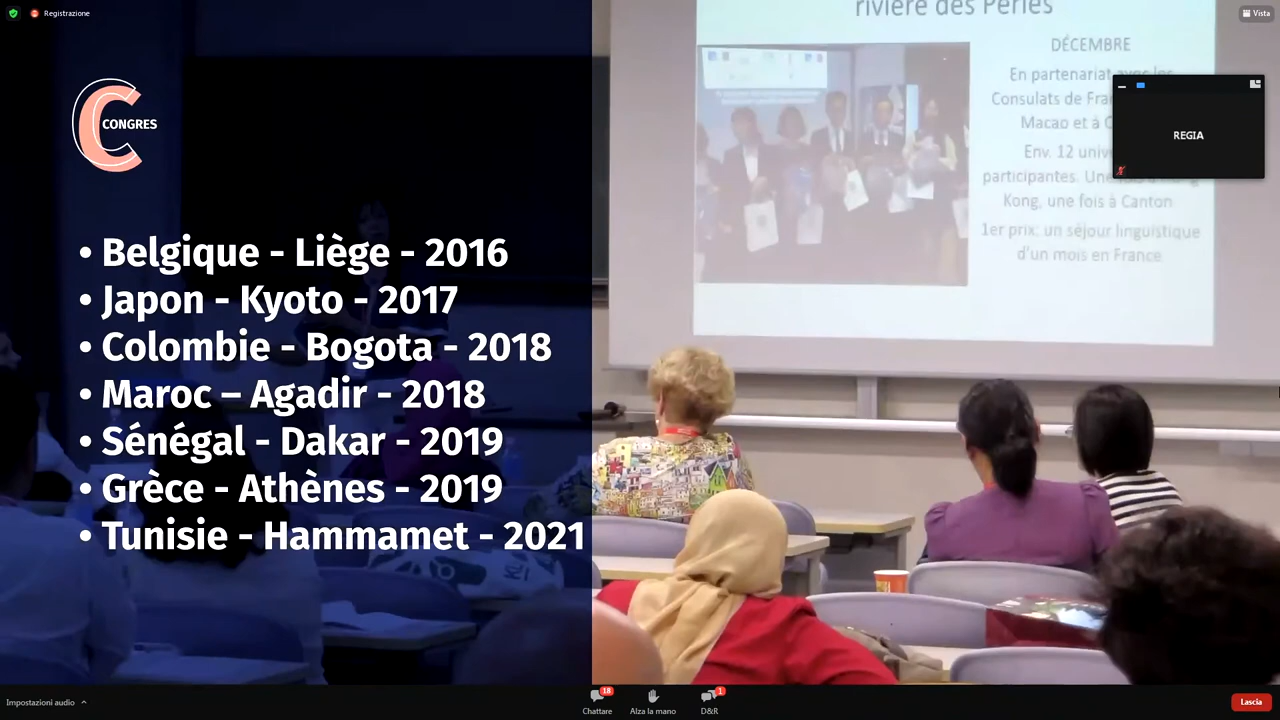 Registrazione
Vista
CONGRES
• Belgique - Liège - 2016
• Japon - Kyoto - 2017
• Colombie - Bogota - 2018
• Maroc – Agadir - 2018
• Sénégal - Dakar - 2019
• Grèce - Athènes - 2019
• Tunisie - Hammamet - 2021
rivière des Perles
DÉCEMBRE
En partenariat avec les
Consulats de
Macao et à
Env. 12
participantes.
Kong, une fois à Canton
1er prix: un séjour linguistique
d'un mois en France
REGIA
Impostazioni audio
18
Chattare
Alza la mano
1
D&R
Lascia